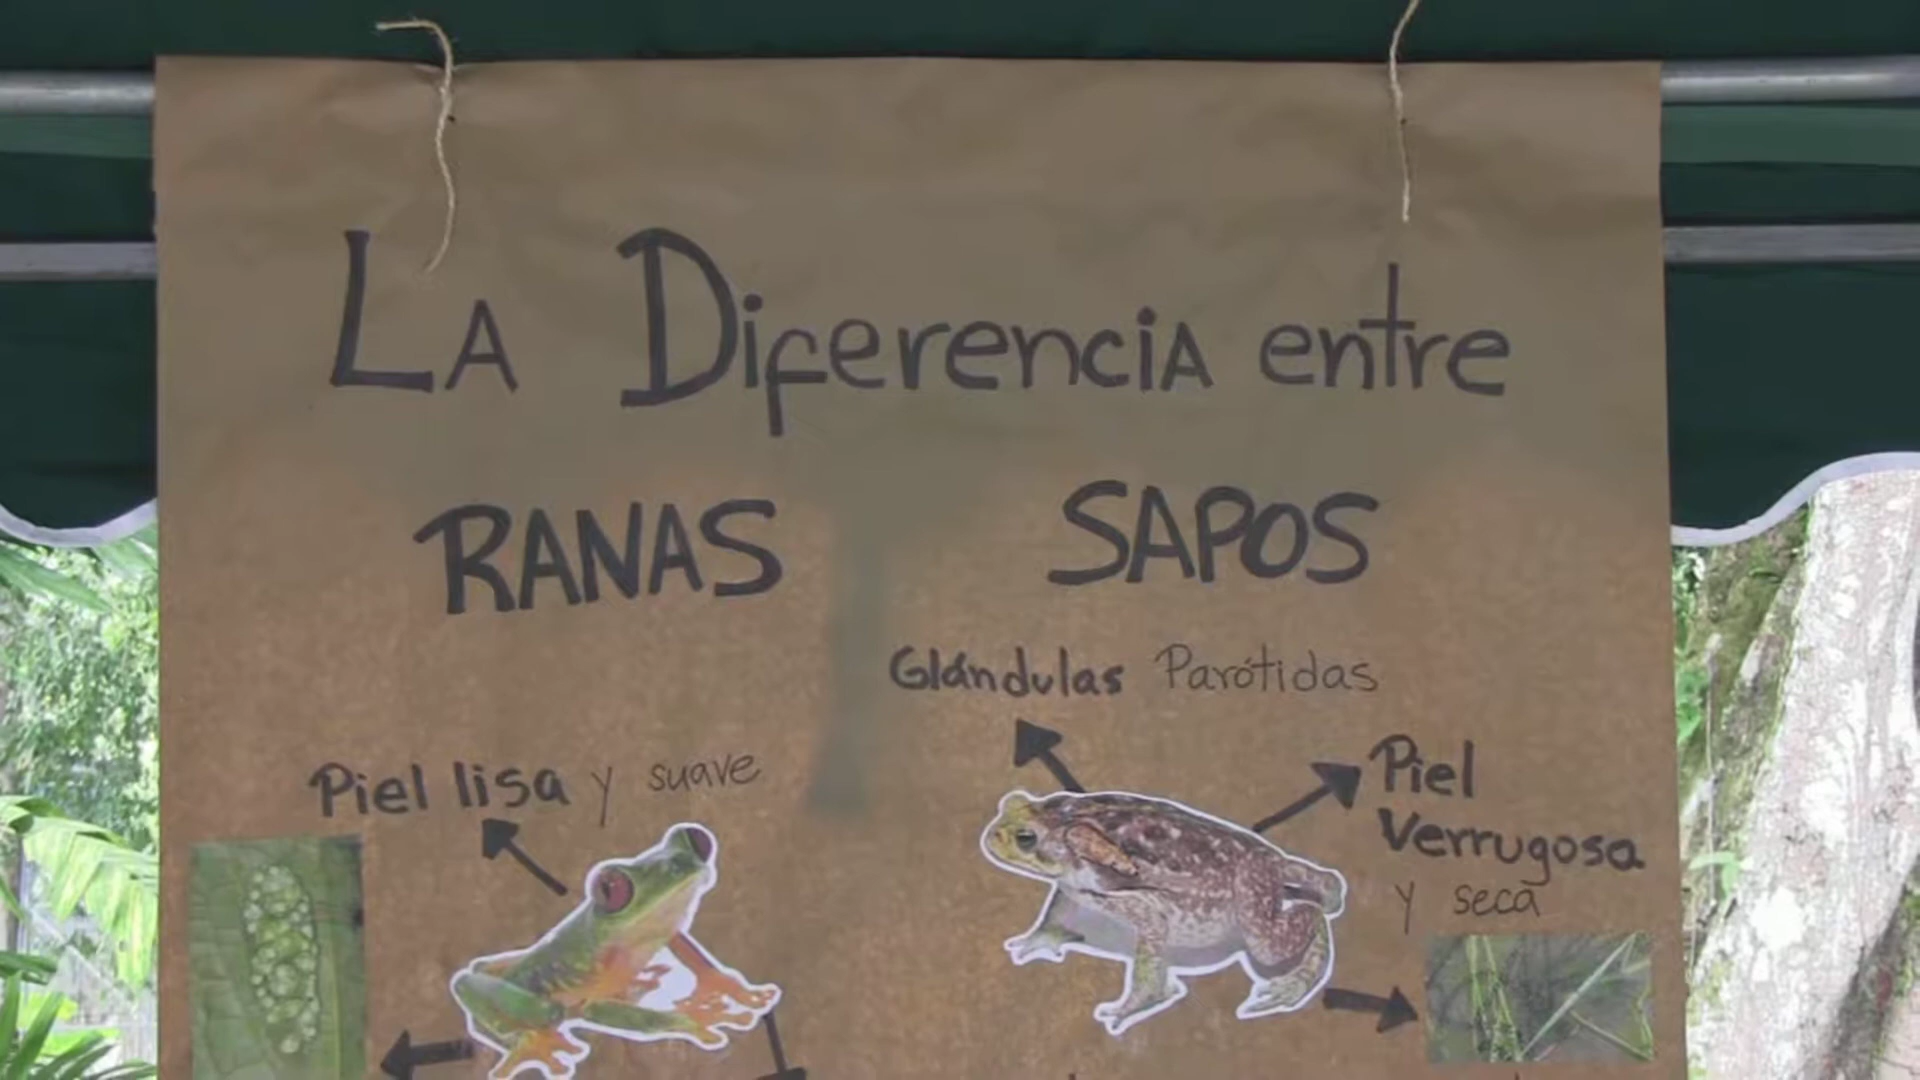 LA Diferencia entre
RANAS SAPOS
Glándulas Parótidas
Piel lisa y suave
Piel
Verrugosa
y seca